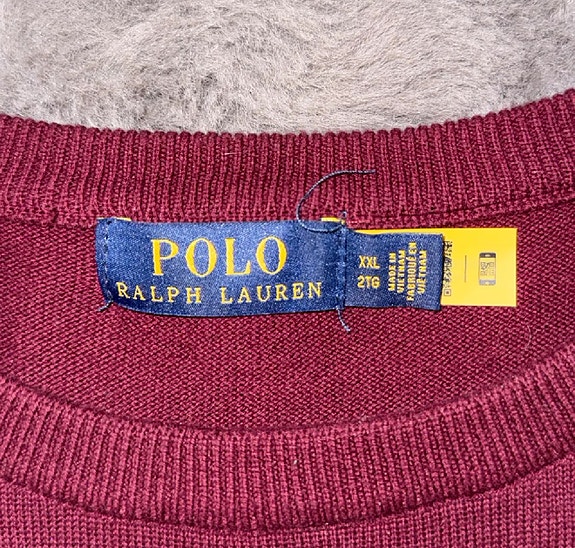 POLO
RALPH LAUREN
XXL
2TG
MADE IN
VIETNAM
FABRIQUÉ EN
VIETNAM